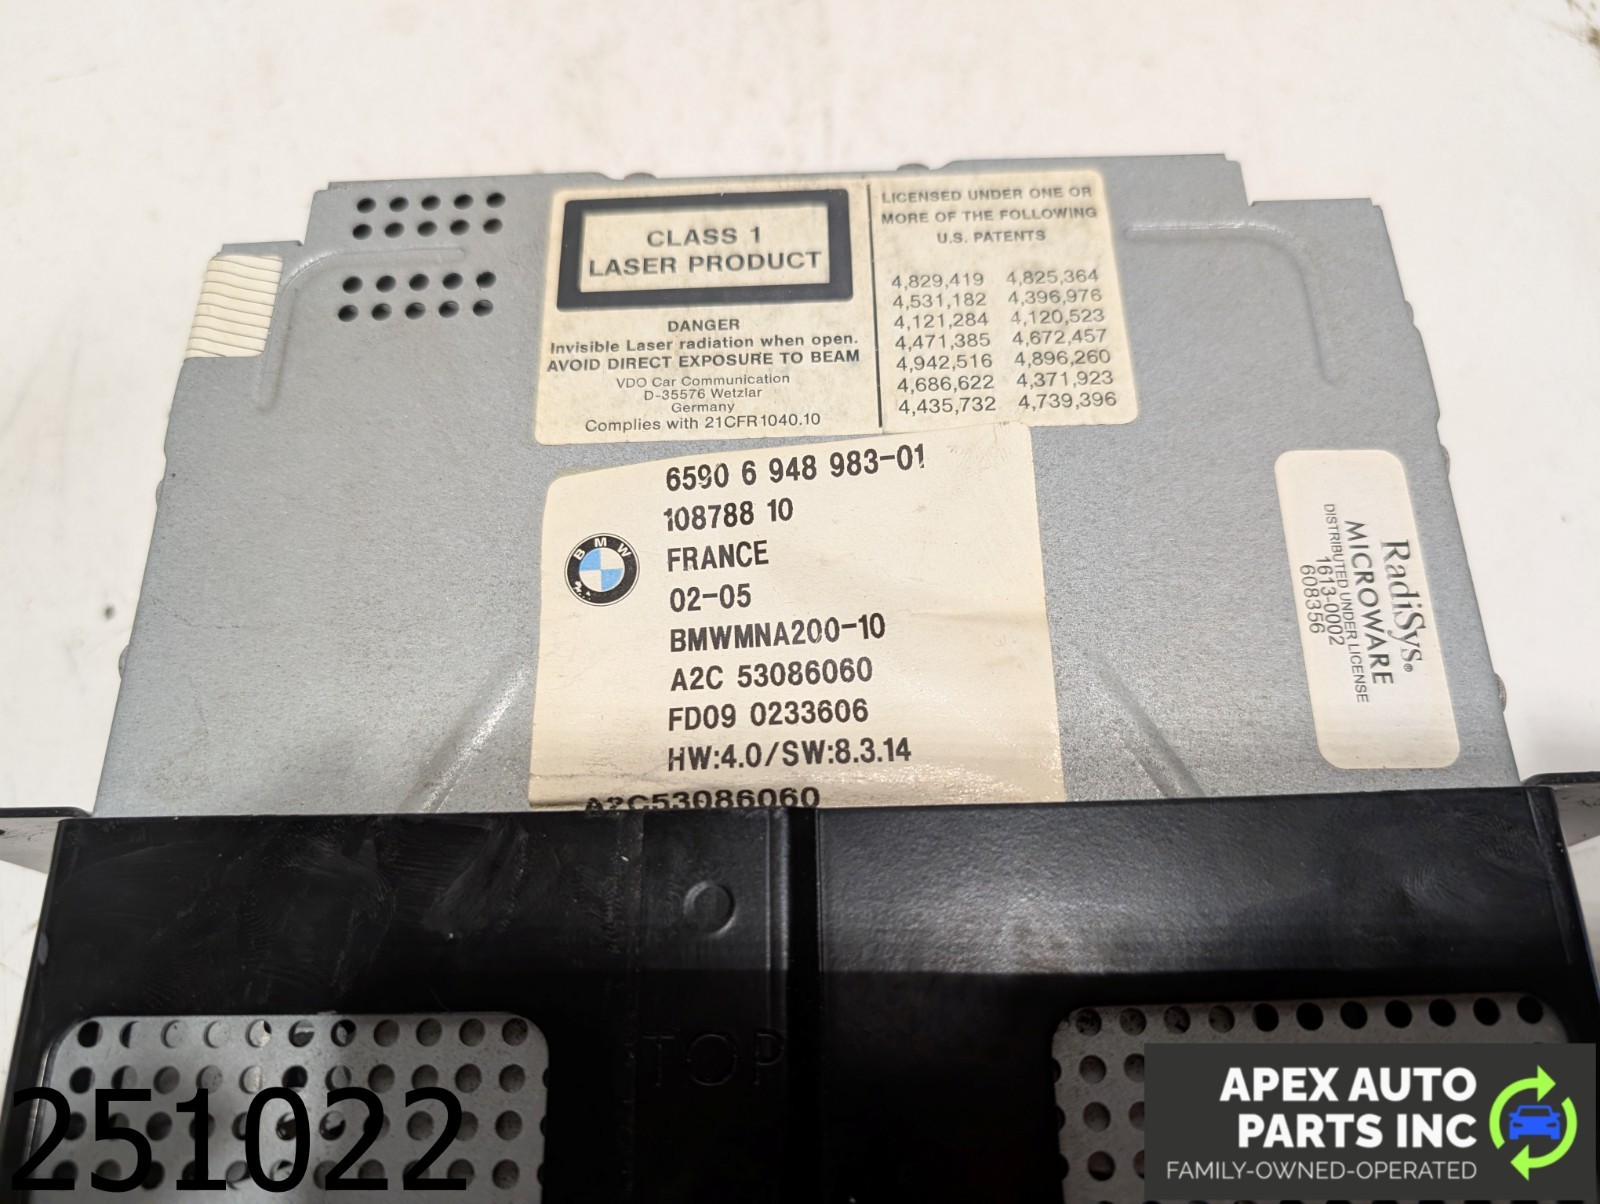 CLASS 1
LASER PRODUCT
DANGER
Invisible Laser radiation when open.
AVOID DIRECT EXPOSURE TO BEAM
VDO Car Communication
D-35576 Wetzlar
Germany
Complies with 21CFR1040.10
LICENSED UNDER ONE OR
MORE OF THE FOLLOWING
U.S. PATENTS
4,829,419 4,825,364
4,531,182 4,396,976
4,121,284 4,120,523
4,471,385 4,672,457
4,942,516 4,896,260
4,686,622 4,371,923
4,435,732 4,739,396
BMW
6590 6 948 983-01
108788 10
FRANCE
02-05
BMWMNA200-10
A2C 53086060
FD09 0233606
HW:4.0/SW:8.3.14
A2C53086060
RadiSys®
MICROWARE
DISTRIBUTED UNDER LICENSE
1613-0002
608356
TOP
251022
APEX AUTO
PARTS INC
FAMILY-OWNED-OPERATED